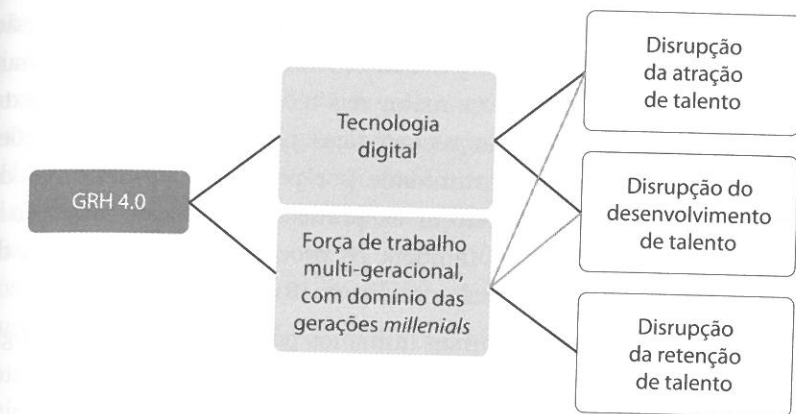 GRH 4.0
Tecnologia
digital
Força de trabalho
multi-geracional,
com domínio das
gerações millenials
Disrupção
da atração
de talento
Disrupção do
desenvolvimento
de talento
Disrupção
da retenção
de talento